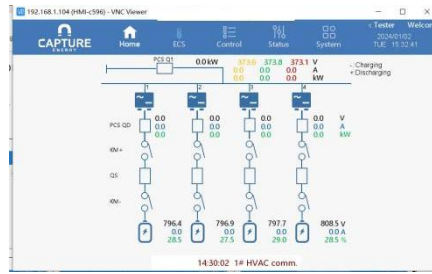 192.168.1.104 (HMI-c596) - VNC Viewer
CAPTURE
ENERGY
Home ECS Control Status System
Tester Welcor
2024/01/02
TUE 15:32:41
PCS Q1 0.0 kW 373.6 373.8 373.1 V
0.0 0.0 0.0 A
0.0 0.0 0.0 kW
-: Charging
+:Discharging
1 2 3 4
PCS QD 0.0 0.0 0.0 0.0 V
0.0 0.0 0.0 0.0 A
0.0 0.0 0.0 0.0 kW
KM+
QS
KM-
796.4 796.9 797.7 808.5 V
0.0 0.0 0.0 0.0 A
28.5 27.5 29.0 28.5 %
14:30:02 1# HVAC comm.